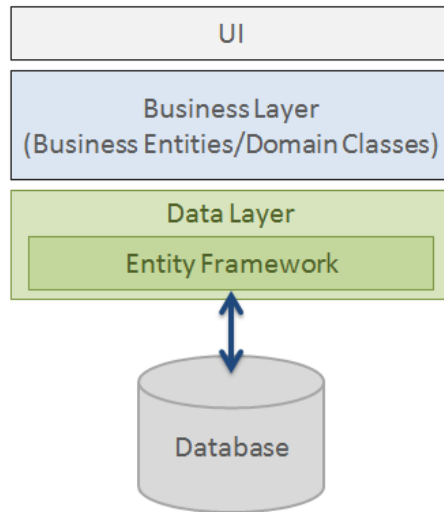 UI
Business Layer
(Business Entities/Domain Classes)
Data Layer
Entity Framework
Database